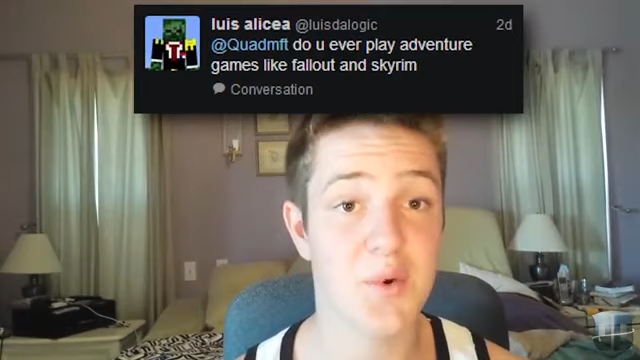 luis alicea @luisdalogic 2d
@Quadmft do u ever play adventure
games like fallout and skyrim
Conversation